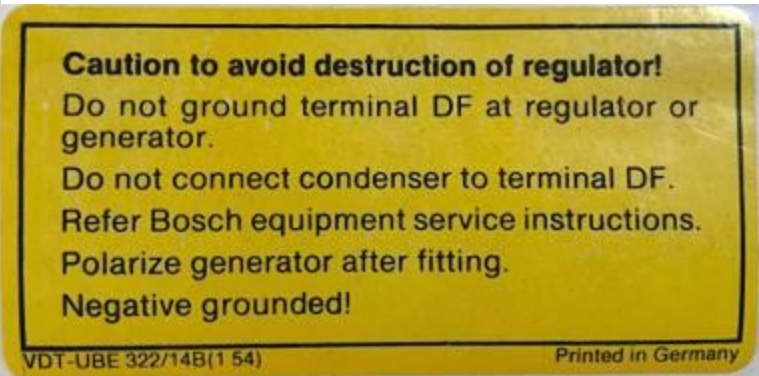 Caution to avoid destruction of regulator!
Do not ground terminal DF at regulator or
generator.
Do not connect condenser to terminal DF.
Refer Bosch equipment service instructions.
Polarize generator after fitting.
Negative grounded!
VDT-UBE 322/14B(1 54)
Printed in Germany